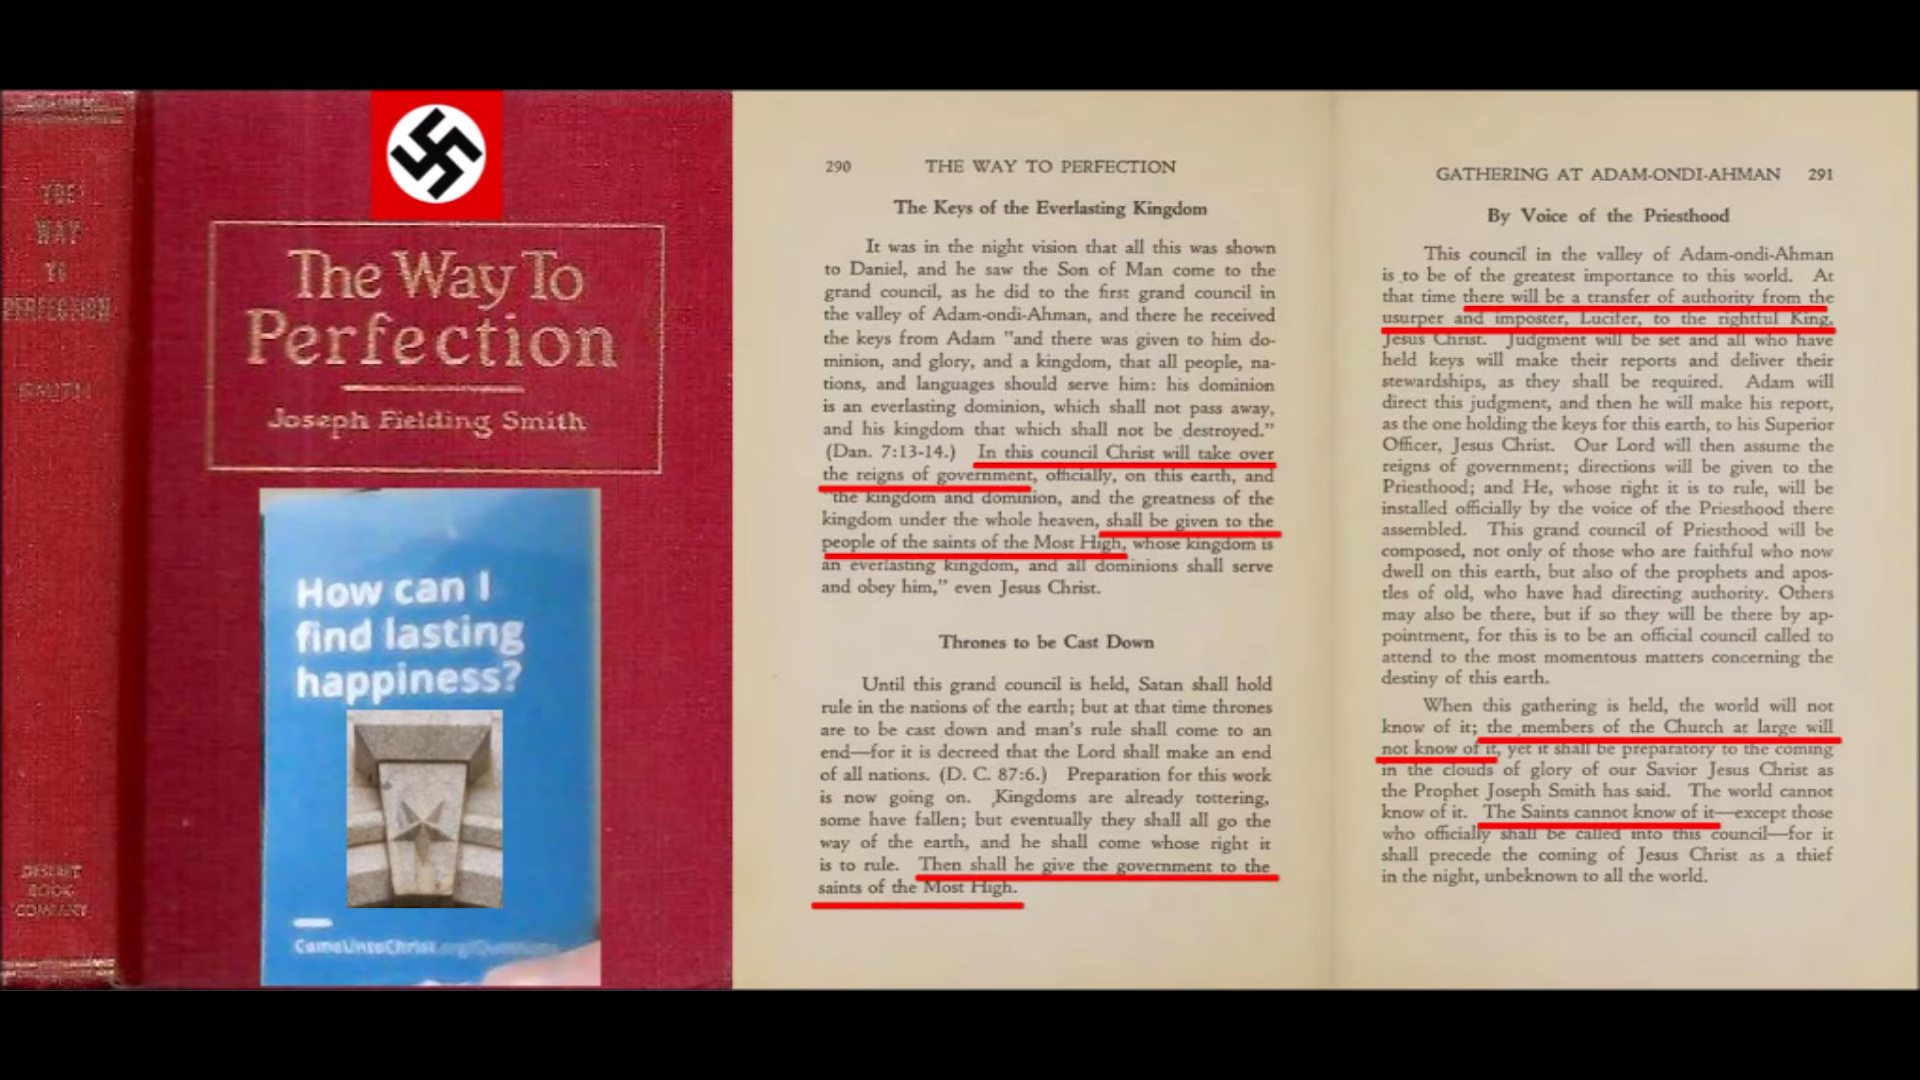 THE
WAY
TO
PERFECTION
SMITH
DESERET
BOOK
COMPANY
The Way To
Perfection
Joseph Fielding Smith
How can I
find lasting
happiness?
ComeUntoChrist.org/Questions
290 THE WAY TO PERFECTION
The Keys of the Everlasting Kingdom
It was in the night vision that all this was shown
to Daniel, and he saw the Son of Man come to the
grand council, as he did to the first grand council in
the valley of Adam-ondi-Ahman, and there he received
the keys from Adam "and there was given to him do-
minion, and glory, and a kingdom, that all people, na-
tions, and languages should serve him: his dominion
is an everlasting dominion, which shall not pass away,
and his kingdom that which shall not be destroyed."
(Dan. 7:13-14.) In this council Christ will take over
the reigns of government, officially, on this earth, and
"the kingdom and dominion, and the greatness of the
kingdom under the whole heaven, shall be given to the
people of the saints of the Most High, whose kingdom is
an everlasting kingdom, and all dominions shall serve
and obey him," even Jesus Christ.
Thrones to be Cast Down
Until this grand council is held, Satan shall hold
rule in the nations of the earth; but at that time thrones
are to be cast down and man's rule shall come to an
end—for it is decreed that the Lord shall make an end
of all nations. (D. C. 87:6.) Preparation for this work
is now going on. Kingdoms are already tottering,
some have fallen; but eventually they shall all go the
way of the earth, and he shall come whose right it
is to rule. Then shall he give the government to the
saints of the Most High.
GATHERING AT ADAM-ONDI-AHMAN 291
By Voice of the Priesthood
This council in the valley of Adam-ondi-Ahman
is to be of the greatest importance to this world. At
that time there will be a transfer of authority from the
usurper and imposter, Lucifer, to the rightful King,
Jesus Christ. Judgment will be set and all who have
held keys will make their reports and deliver their
stewardships, as they shall be required. Adam will
direct this judgment, and then he will make his report,
as the one holding the keys for this earth, to his Superior
Officer, Jesus Christ. Our Lord will then assume the
reigns of government; directions will be given to the
Priesthood; and He, whose right it is to rule, will be
installed officially by the voice of the Priesthood there
assembled. This grand council of Priesthood will be
composed, not only of those who are faithful who now
dwell on this earth, but also of the prophets and apos-
tles of old, who have had directing authority. Others
may also be there, but if so they will be there by ap-
pointment, for this is to be an official council called to
attend to the most momentous matters concerning the
destiny of this earth.
When this gathering is held, the world will not
know of it; the members of the Church at large will
not know of it, yet it shall be preparatory to the coming
in the clouds of glory of our Savior Jesus Christ as
the Prophet Joseph Smith has said. The world cannot
know of it. The Saints cannot know of it—except those
who officially shall be called into this council—for it
shall precede the coming of Jesus Christ as a thief
in the night, unbeknown to all the world.